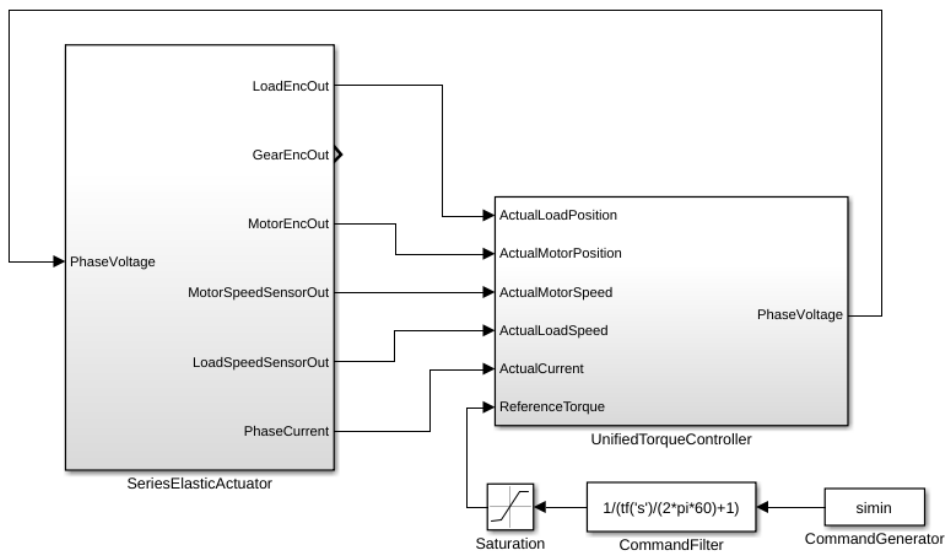 LoadEncOut
GearEncOut
MotorEncOut
PhaseVoltage
MotorSpeedSensorOut
LoadSpeedSensorOut
PhaseCurrent
SeriesElasticActuator
ActualLoadPosition
ActualMotorPosition
ActualMotorSpeed
ActualLoadSpeed
ActualCurrent
ReferenceTorque
PhaseVoltage
UnifiedTorqueController
Saturation
1/(tf('s')/(2*pi*60)+1)
CommandFilter
simin
CommandGenerator